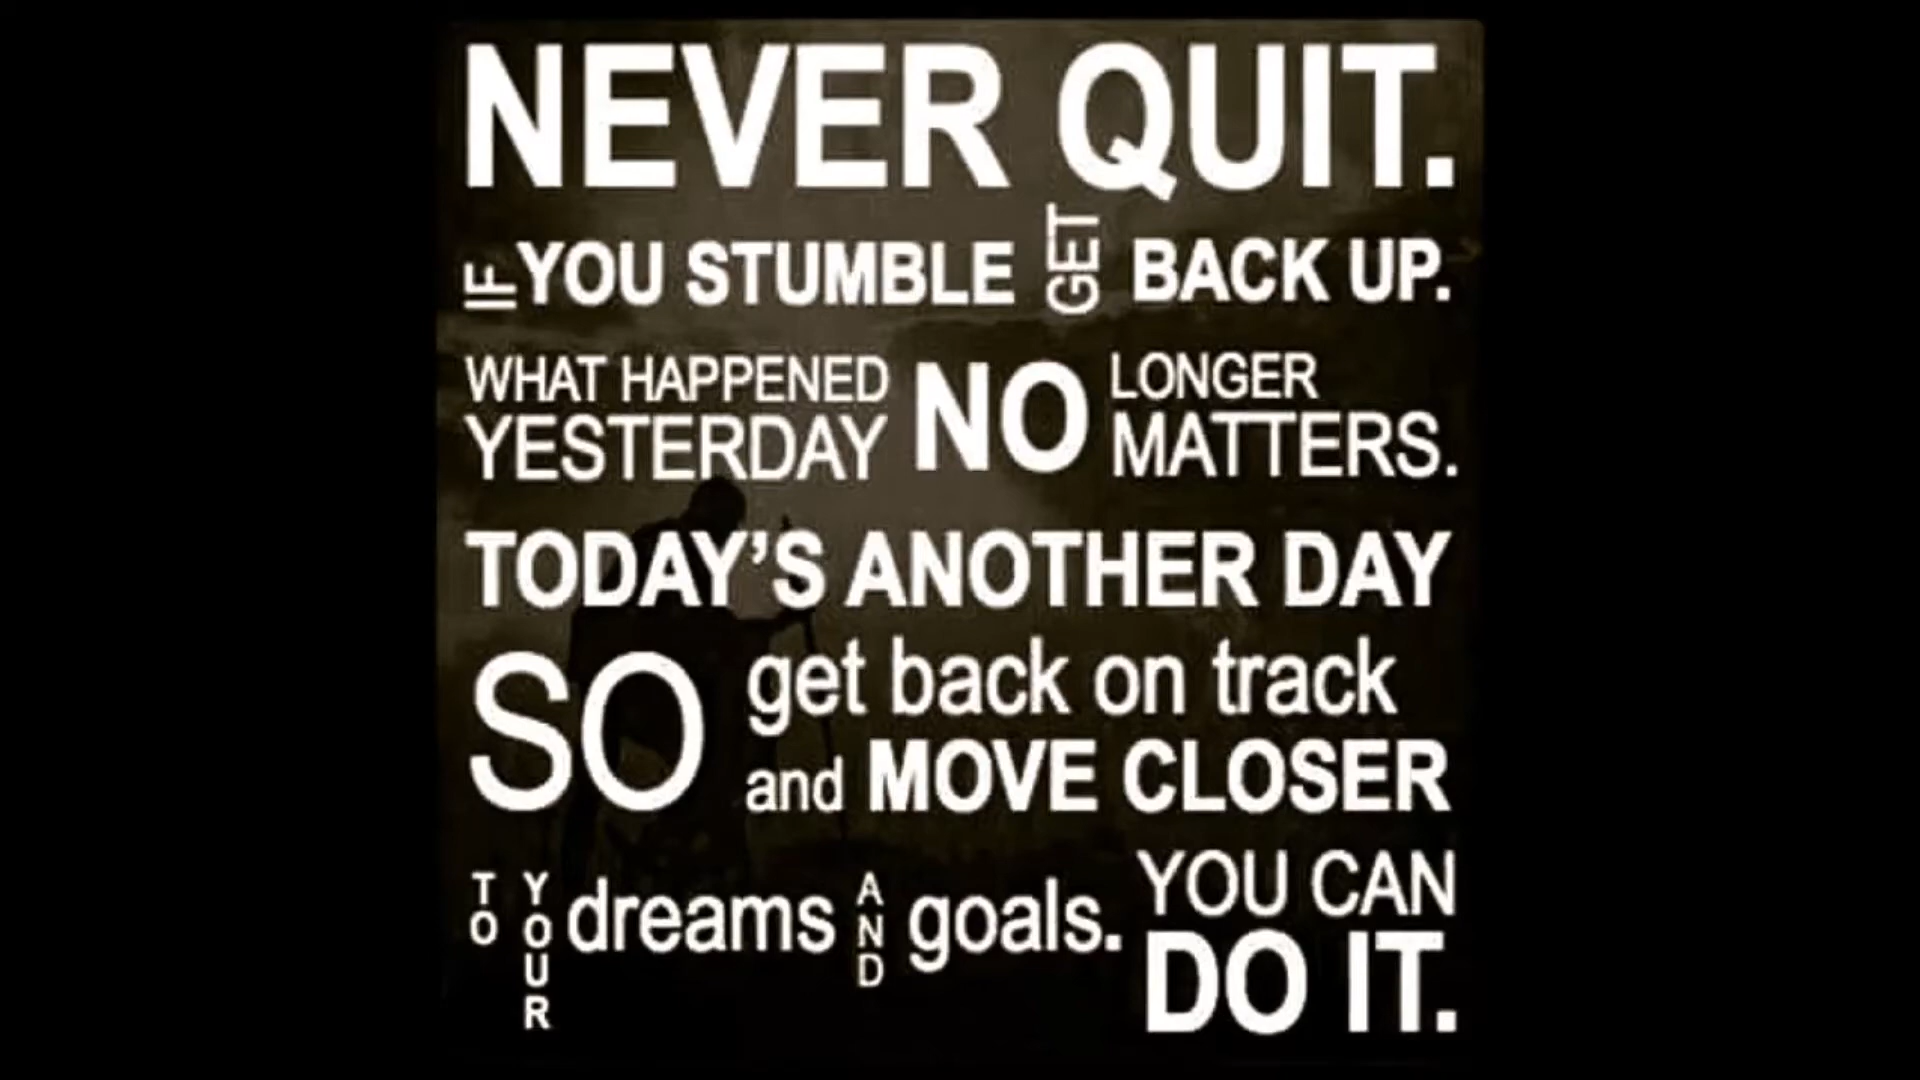 NEVER QUIT.
IF YOU STUMBLE GET BACK UP.
WHAT HAPPENED YESTERDAY NO LONGER MATTERS.
TODAY'S ANOTHER DAY
SO get back on track
and MOVE CLOSER
TO YOUR dreams AND goals. YOU CAN DO IT.